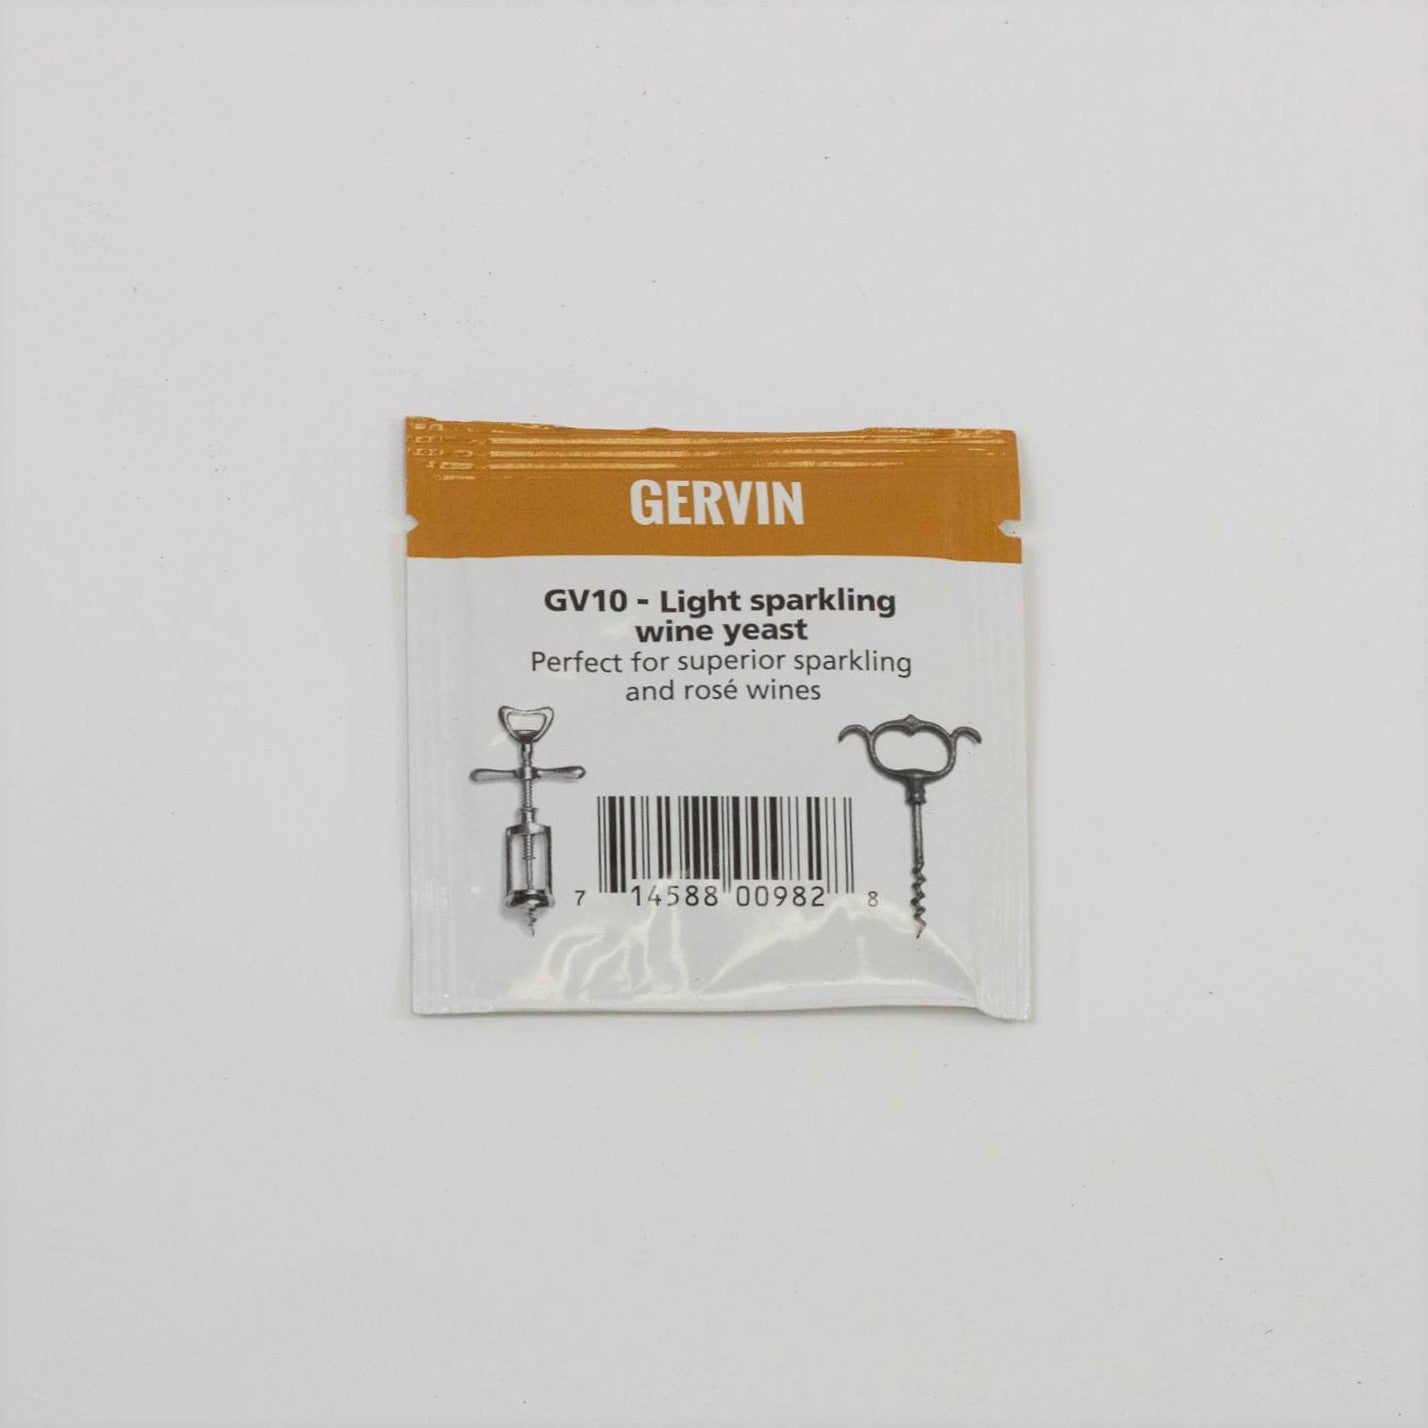 GERVIN
GV10 - Light sparkling
wine yeast
Perfect for superior sparkling
and rosé wines
7 14588 00982 8